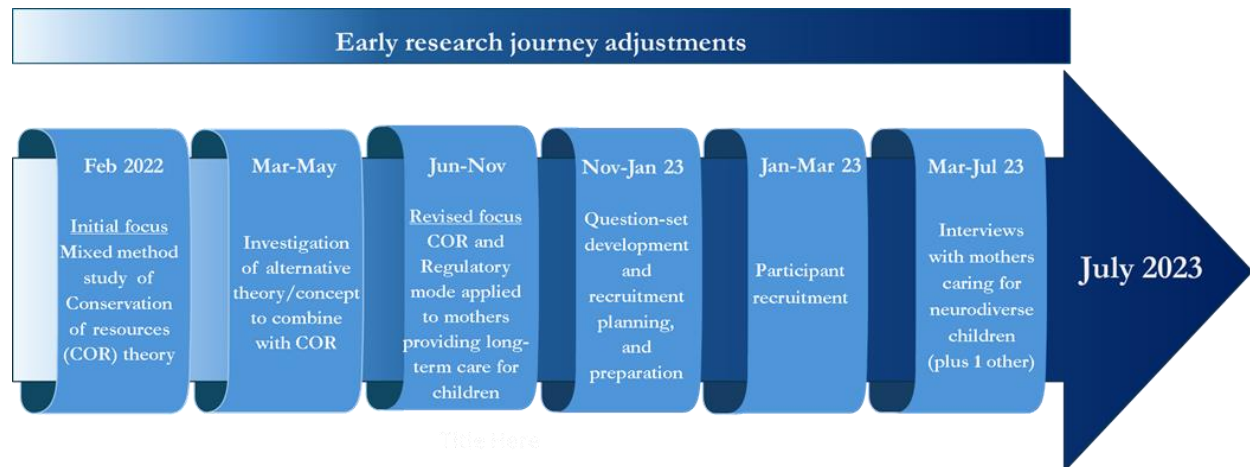 Early research journey adjustments
Feb 2022
Initial focus
Mixed method
study of
Conservation
of resources
(COR) theory
Mar-May
Investigation
of alternative
theory/concept
to combine
with COR
Jun-Nov
Revised focus
COR and
Regulatory
mode applied
to mothers
providing long-
term care for
children
Nov-Jan 23
Question-set
development
and
recruitment
planning,
and
preparation
Jan-Mar 23
Participant
recruitment
Mar-Jul 23
Interviews
with mothers
caring for
neurodiverse
children
(plus 1 other)
July 2023
Title Here